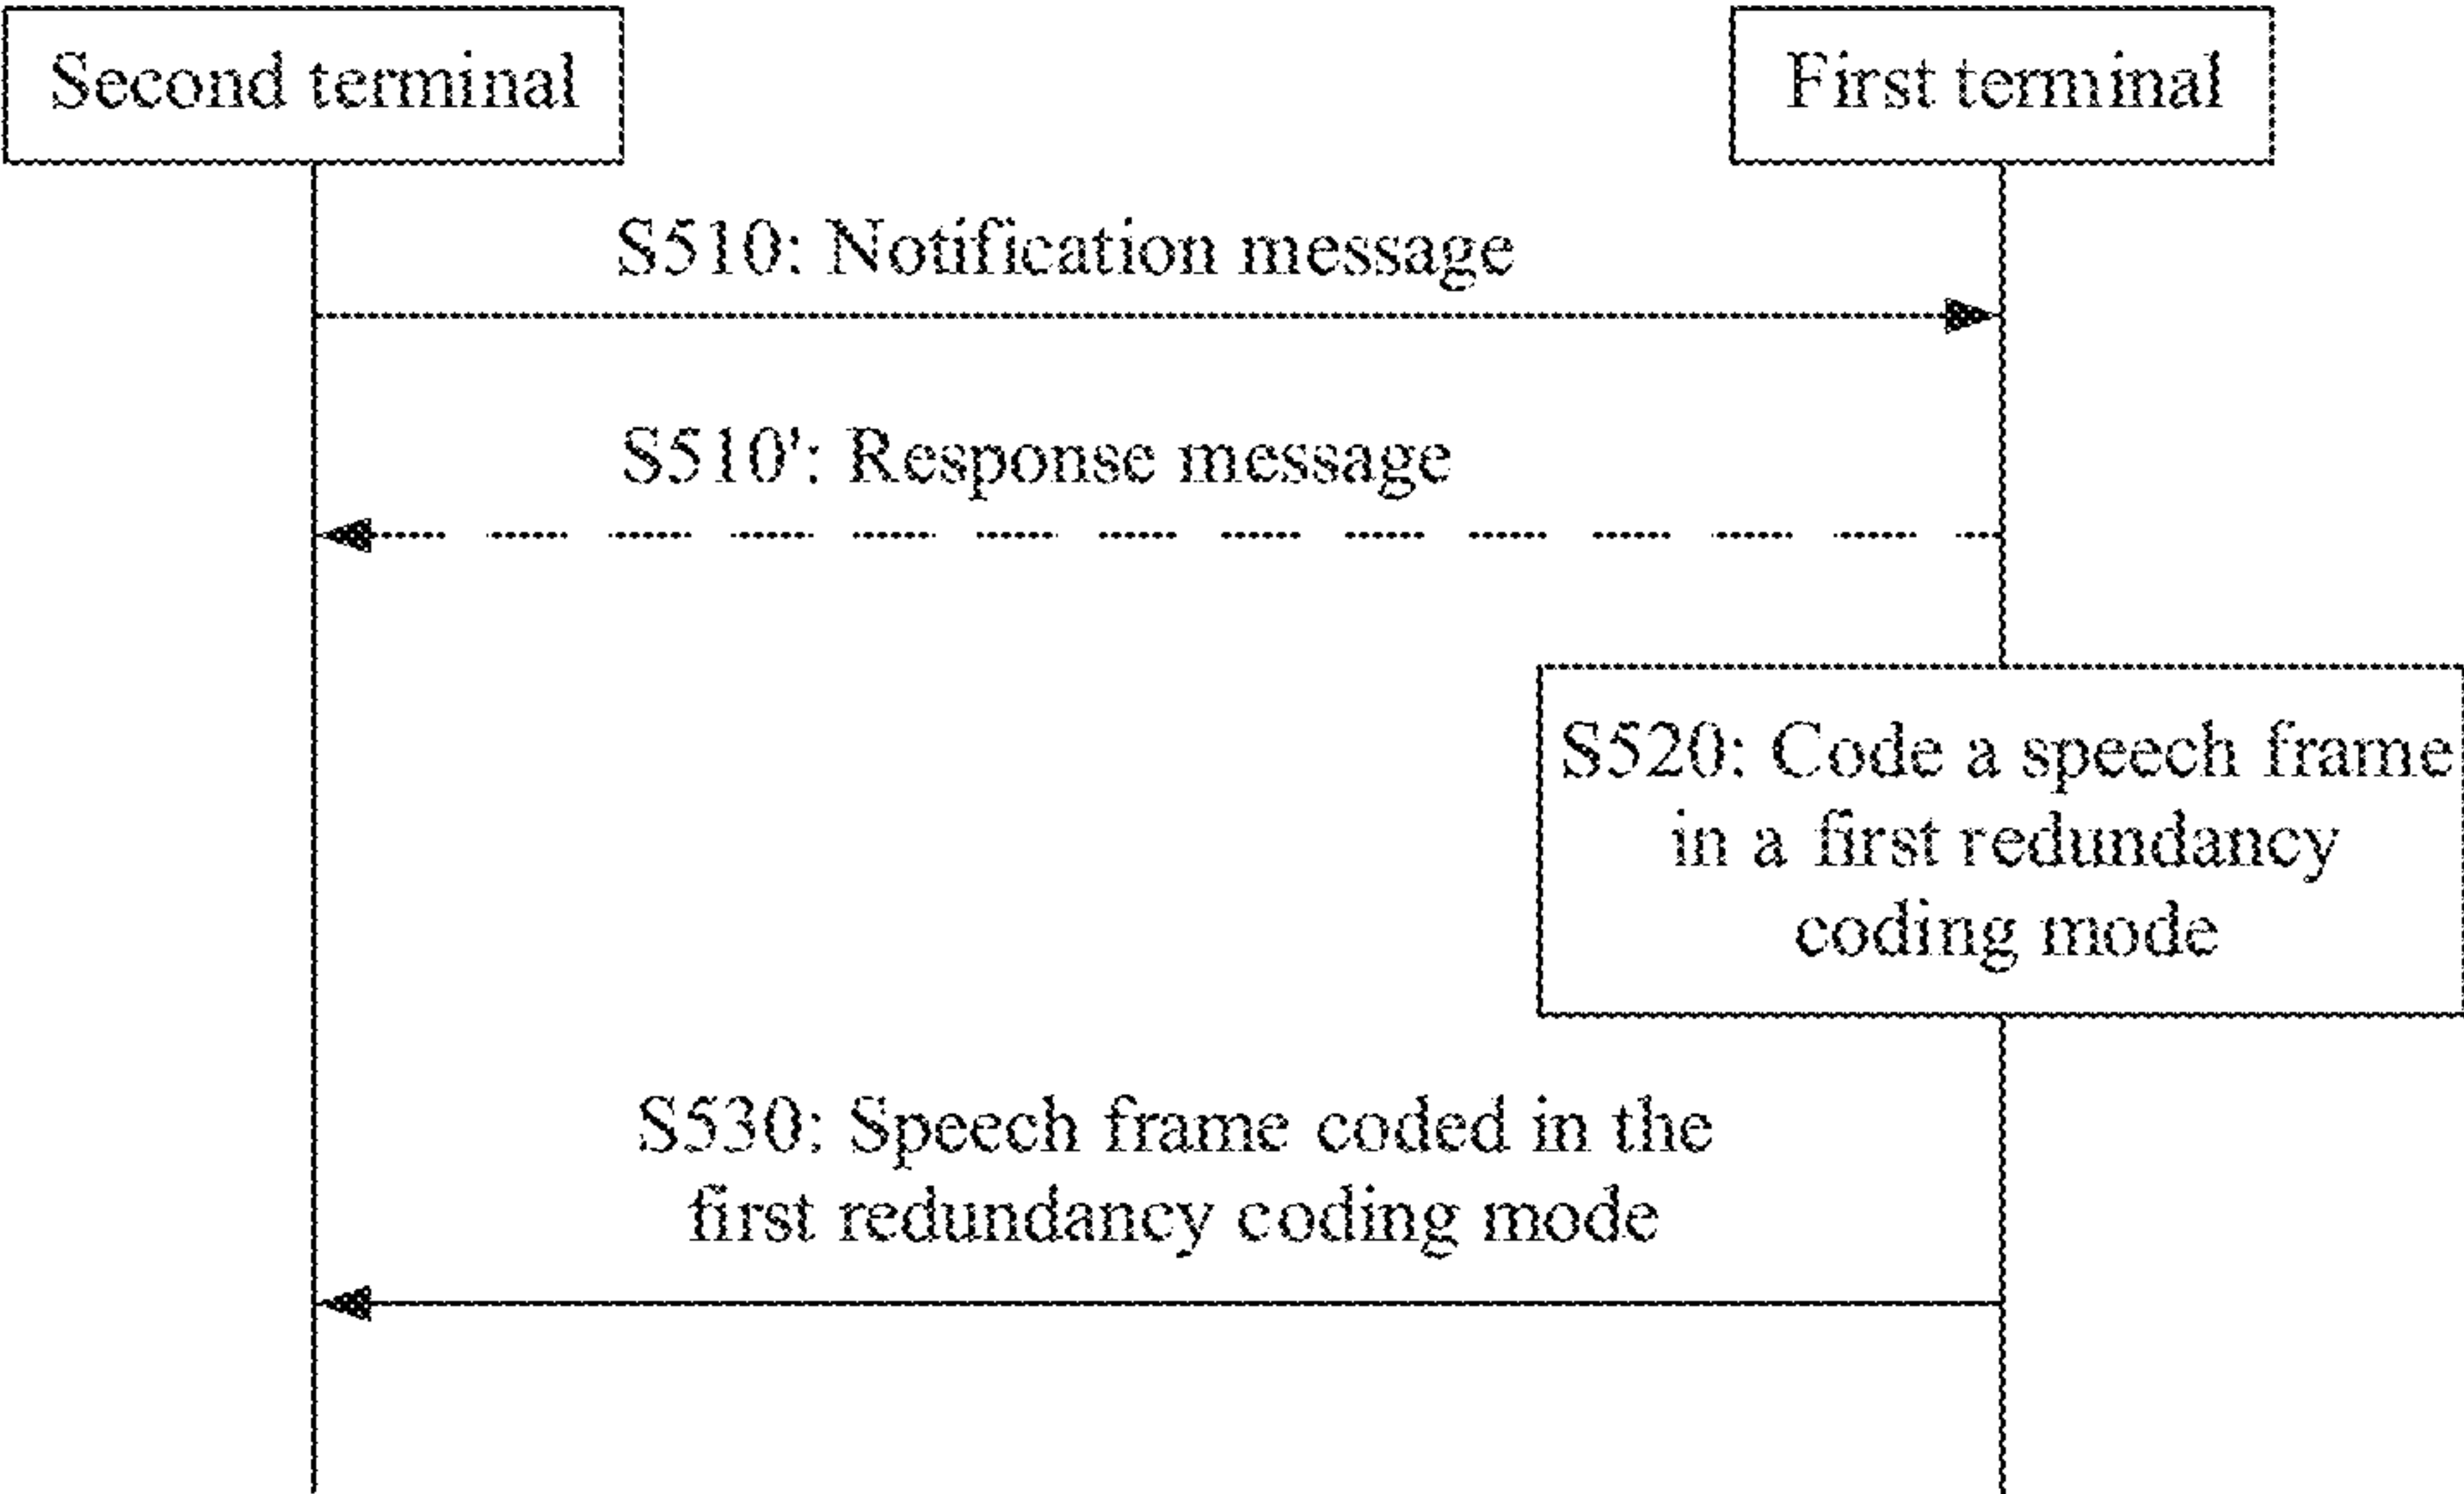 Second terminal
First terminal
S510: Notification message
S510': Response message
S520: Code a speech frame
in a first redundancy
coding mode
S530: Speech frame coded in the
first redundancy coding mode